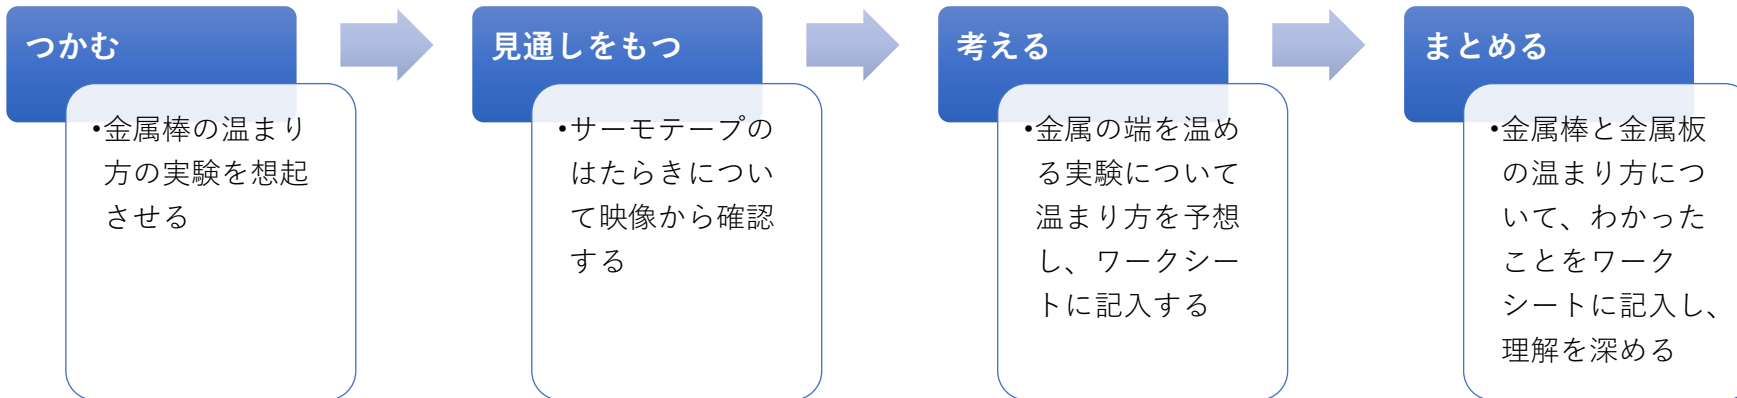 つかむ
•金属棒の温まり
方の実験を想起
させる
見通しをもつ
•サーモテープの
はたらきについ
て映像から確認
する
考える
•金属の端を温め
る実験について
温まり方を予想
し、ワークシー
トに記入する
まとめる
•金属棒と金属板
の温まり方につ
いて、わかった
ことをワーク
シートに記入し、
理解を深める